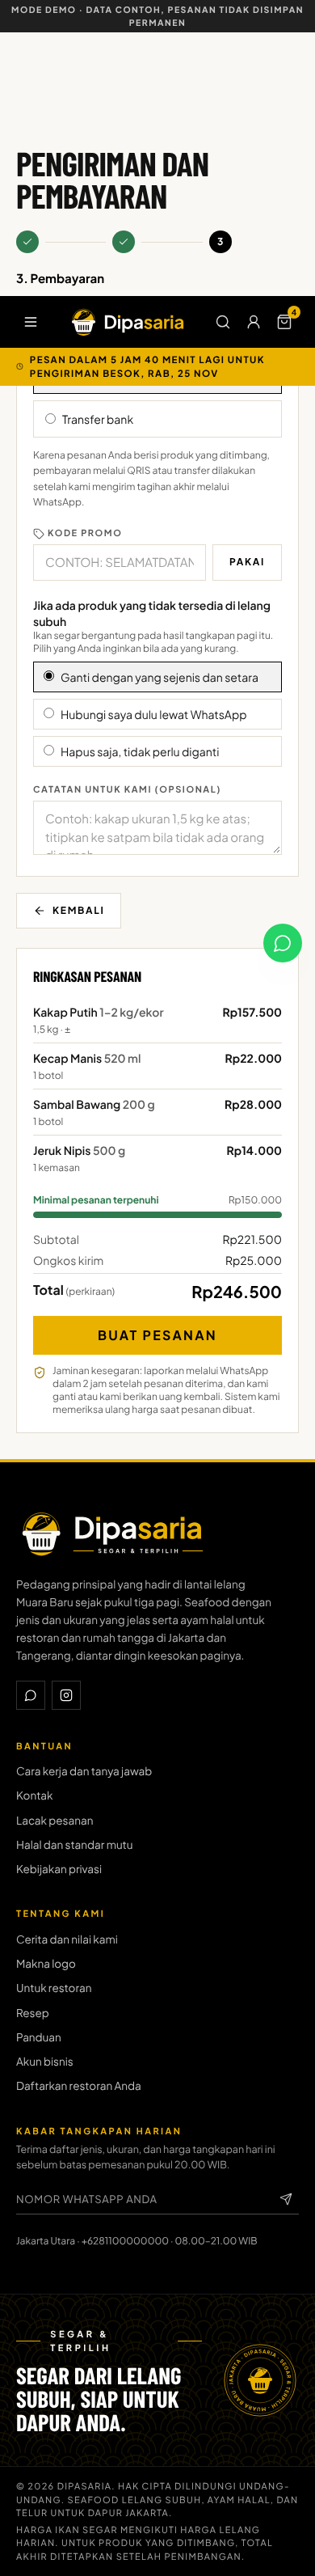 MODE DEMO · DATA CONTOH, PESANAN TIDAK DISIMPAN
PERMANEN
PENGIRIMAN DAN
PEMBAYARAN
3
3. Pembayaran
Dipasaria
4
PESAN DALAM 5 JAM 40 MENIT LAGI UNTUK
PENGIRIMAN BESOK, RAB, 25 NOV
Transfer bank
Karena pesanan Anda berisi produk yang ditimbang,
pembayaran melalui QRIS atau transfer dilakukan
setelah kami mengirim tagihan akhir melalui
WhatsApp.
KODE PROMO
CONTOH: SELAMATDATAN
PAKAI
Jika ada produk yang tidak tersedia di lelang
subuh
Ikan segar bergantung pada hasil tangkapan pagi itu.
Pilih yang Anda inginkan bila ada yang kurang.
Ganti dengan yang sejenis dan setara
Hubungi saya dulu lewat WhatsApp
Hapus saja, tidak perlu diganti
CATATAN UNTUK KAMI (OPSIONAL)
Contoh: kakap ukuran 1,5 kg ke atas;
titipkan ke satpam bila tidak ada orang
KEMBALI
RINGKASAN PESANAN
Kakap Putih 1–2 kg/ekor Rp157.500
1,5 kg · ±
Kecap Manis 520 ml Rp22.000
1 botol
Sambal Bawang 200 g Rp28.000
1 botol
Jeruk Nipis 500 g Rp14.000
1 kemasan
Minimal pesanan terpenuhi Rp150.000
Subtotal Rp221.500
Ongkos kirim Rp25.000
Total (perkiraan) Rp246.500
BUAT PESANAN
Jaminan kesegaran: laporkan melalui WhatsApp
dalam 2 jam setelah pesanan diterima, dan kami
ganti atau kami berikan uang kembali. Sistem kami
memeriksa ulang harga saat pesanan dibuat.
Dipasaria
SEGAR & TERPILIH
Pedagang prinsipal yang hadir di lantai lelang
Muara Baru sejak pukul tiga pagi. Seafood dengan
jenis dan ukuran yang jelas serta ayam halal untuk
restoran dan rumah tangga di Jakarta dan
Tangerang, diantar dingin keesokan paginya.
BANTUAN
Cara kerja dan tanya jawab
Kontak
Lacak pesanan
Halal dan standar mutu
Kebijakan privasi
TENTANG KAMI
Cerita dan nilai kami
Makna logo
Untuk restoran
Resep
Panduan
Akun bisnis
Daftarkan restoran Anda
KABAR TANGKAPAN HARIAN
Terima daftar jenis, ukuran, dan harga tangkapan hari ini
sebelum batas pemesanan pukul 20.00 WIB.
NOMOR WHATSAPP ANDA
Jakarta Utara · +6281100000000 · 08.00–21.00 WIB
SEGAR &
TERPILIH
SEGAR DARI LELANG
SUBUH, SIAP UNTUK
DAPUR ANDA.
© 2026 DIPASARIA. HAK CIPTA DILINDUNGI UNDANG-
UNDANG. SEAFOOD LELANG SUBUH, AYAM HALAL, DAN
TELUR UNTUK DAPUR JAKARTA.
HARGA IKAN SEGAR MENGIKUTI HARGA LELANG
HARIAN. UNTUK PRODUK YANG DITIMBANG, TOTAL
AKHIR DITETAPKAN SETELAH PENIMBANGAN.